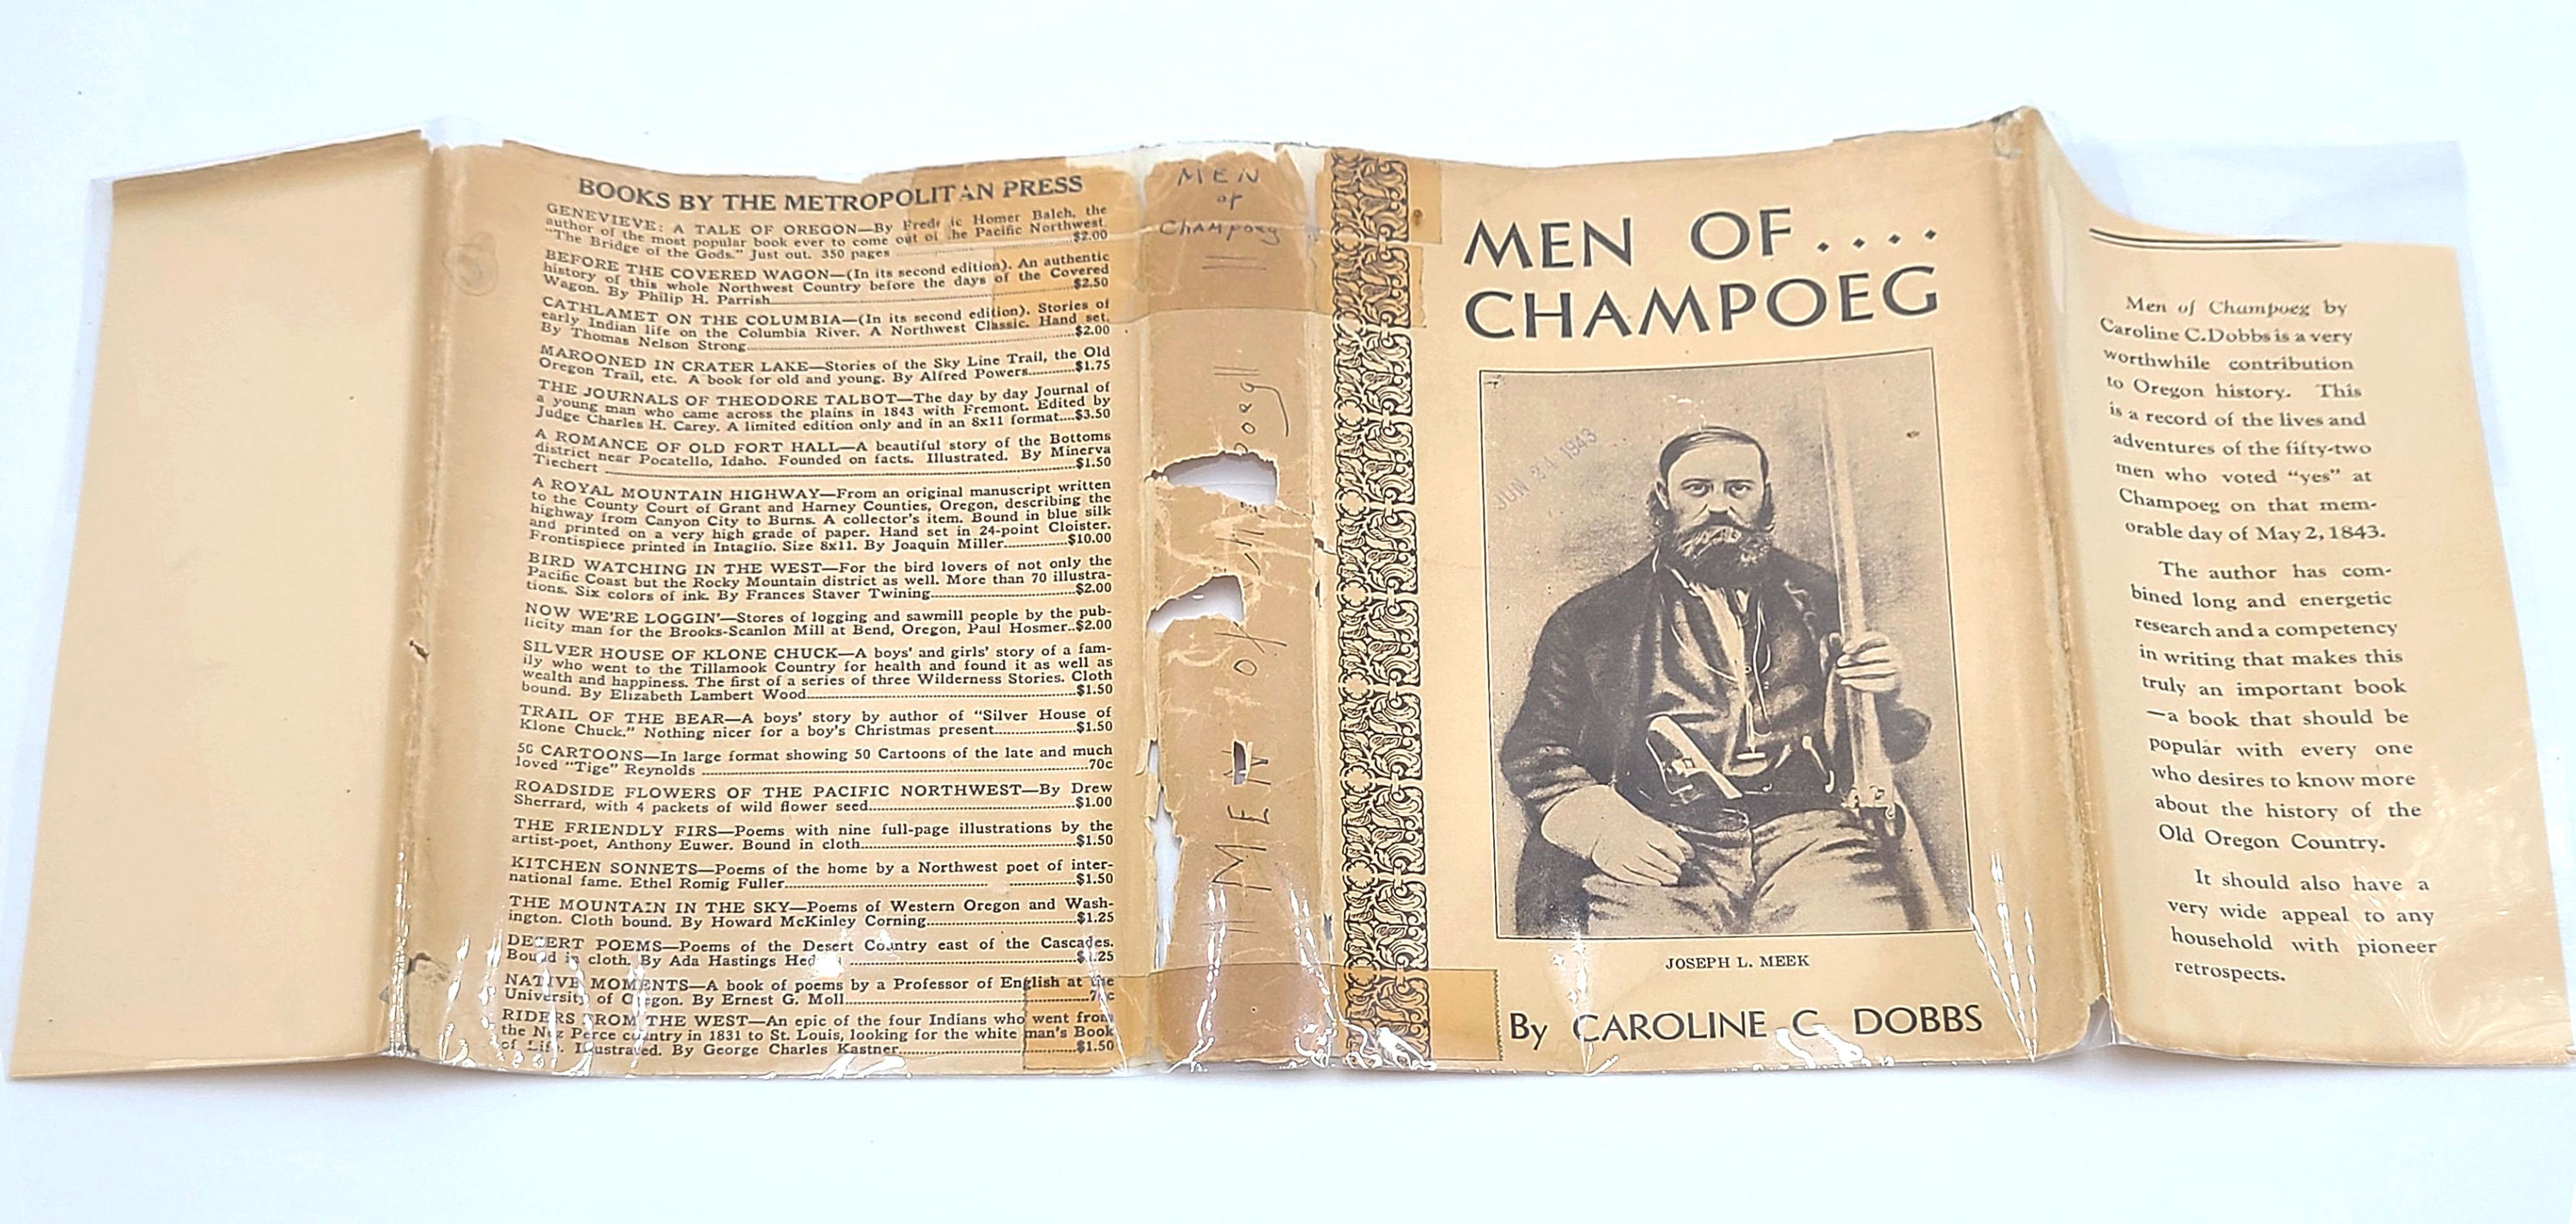 BOOKS BY THE METROPOLITAN PRESS
GENEVIEVE: A TALE OF OREGON—By Frede ic Homer Balch, the
author of the most popular book ever to come out of he Pacific Northwest.
"The Bridge of the Gods." Just out. 350 pages ........ $2.00
BEFORE THE COVERED WAGON—(In its second edition). An authentic
history of this whole Northwest Country before the days of the Covered
Wagon. By Philip H. Parrish........$2.50
CATHLAMET ON THE COLUMBIA—(In its second edition). Stories of
early Indian life on the Columbia River. A Northwest Classic. Hand set.
By Thomas Nelson Strong........$2.00
MAROONED IN CRATER LAKE—Stories of the Sky Line Trail, the Old
Oregon Trail, etc. A book for old and young. By Alfred Powers........$1.75
THE JOURNALS OF THEODORE TALBOT—The day by day Journal of
a young man who came across the plains in 1843 with Fremont. Edited by
Judge Charles H. Carey. A limited edition only and in an 8x11 format....$3.50
A ROMANCE OF OLD FORT HALL—A beautiful story of the Bottoms
district near Pocatello, Idaho. Founded on facts. Illustrated. By Minerva
Tiechert ........$1.50
A ROYAL MOUNTAIN HIGHWAY—From an original manuscript written
to the County Court of Grant and Harney Counties, Oregon, describing the
highway from Canyon City to Burns. A collector's item. Bound in blue silk
and printed on a very high grade of paper. Hand set in 24-point Cloister.
Frontispiece printed in Intaglio. Size 8x11. By Joaquin Miller........$10.00
BIRD WATCHING IN THE WEST—For the bird lovers of not only the
Pacific Coast but the Rocky Mountain district as well. More than 70 illustra-
tions. Six colors of ink. By Frances Staver Twining........$2.00
NOW WE'RE LOGGIN'—Stores of logging and sawmill people by the pub-
licity man for the Brooks-Scanlon Mill at Bend, Oregon, Paul Hosmer..$2.00
SILVER HOUSE OF KLONE CHUCK—A boys' and girls' story of a fam-
ily who went to the Tillamook Country for health and found it as well as
wealth and happiness. The first of a series of three Wilderness Stories. Cloth
bound. By Elizabeth Lambert Wood........$1.50
TRAIL OF THE BEAR—A boys' story by author of "Silver House of
Klone Chuck." Nothing nicer for a boy's Christmas present........$1.50
50 CARTOONS—In large format showing 50 Cartoons of the late and much
loved "Tige" Reynolds ........70c
ROADSIDE FLOWERS OF THE PACIFIC NORTHWEST—By Drew
Sherrard, with 4 packets of wild flower seed........$1.00
THE FRIENDLY FIRS—Poems with nine full-page illustrations by the
artist-poet, Anthony Euwer. Bound in cloth........$1.50
KITCHEN SONNETS—Poems of the home by a Northwest poet of inter-
national fame. Ethel Romig Fuller........$1.50
THE MOUNTAIN IN THE SKY—Poems of Western Oregon and Wash-
ington. Cloth bound. By Howard McKinley Corning........$1.25
DESERT POEMS—Poems of the Desert Country east of the Cascades.
Bound in cloth. By Ada Hastings ........$1.25
NATIVE MOMENTS—A book of poems by a Professor of English at the
University of Oregon. By Ernest G. Moll........
RIDERS FROM THE WEST—An epic of the four Indians who went from
the Nez Perce country in 1831 to St. Louis, looking for the white man's Book
of Life. Illustrated. By George Charles Kastner........$1.50
MEN
of
Champoeg
MEN of
MEN OF....
CHAMPOEG
JUN 21 1943
JOSEPH L. MEEK
By CAROLINE C. DOBBS
Men of Champoeg by
Caroline C. Dobbs is a very
worthwhile contribution
to Oregon history. This
is a record of the lives and
adventures of the fifty-two
men who voted "yes" at
Champoeg on that mem-
orable day of May 2, 1843.
The author has com-
bined long and energetic
research and a competency
in writing that makes this
truly an important book
—a book that should be
popular with every one
who desires to know more
about the history of the
Old Oregon Country.
It should also have a
very wide appeal to any
household with pioneer
retrospects.